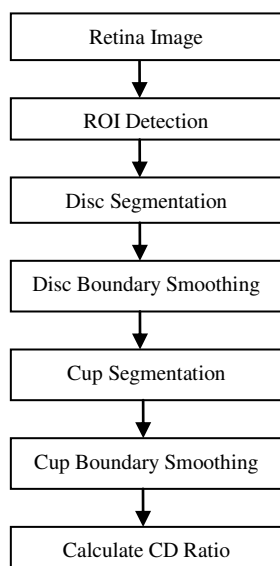 Retina Image
ROI Detection
Disc Segmentation
Disc Boundary Smoothing
Cup Segmentation
Cup Boundary Smoothing
Calculate CD Ratio